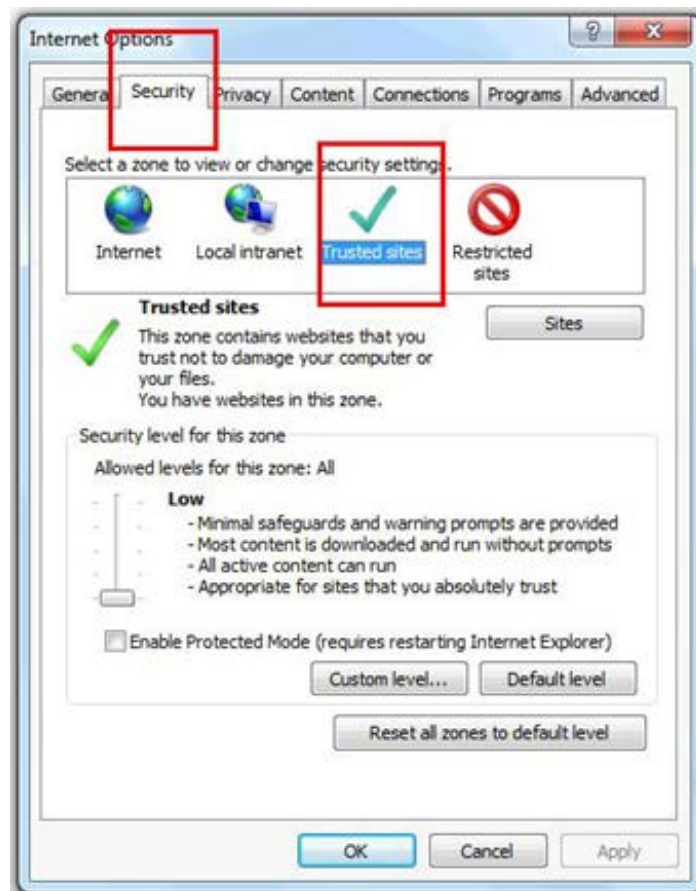 Internet Options
General Security Privacy Content Connections Programs Advanced
Select a zone to view or change security settings.
Internet Local intranet Trusted sites Restricted sites
Trusted sites
Sites
This zone contains websites that you
trust not to damage your computer or
your files.
You have websites in this zone.
Security level for this zone
Allowed levels for this zone: All
Low
- Minimal safeguards and warning prompts are provided
- Most content is downloaded and run without prompts
- All active content can run
- Appropriate for sites that you absolutely trust
Enable Protected Mode (requires restarting Internet Explorer)
Custom level... Default level
Reset all zones to default level
OK Cancel Apply